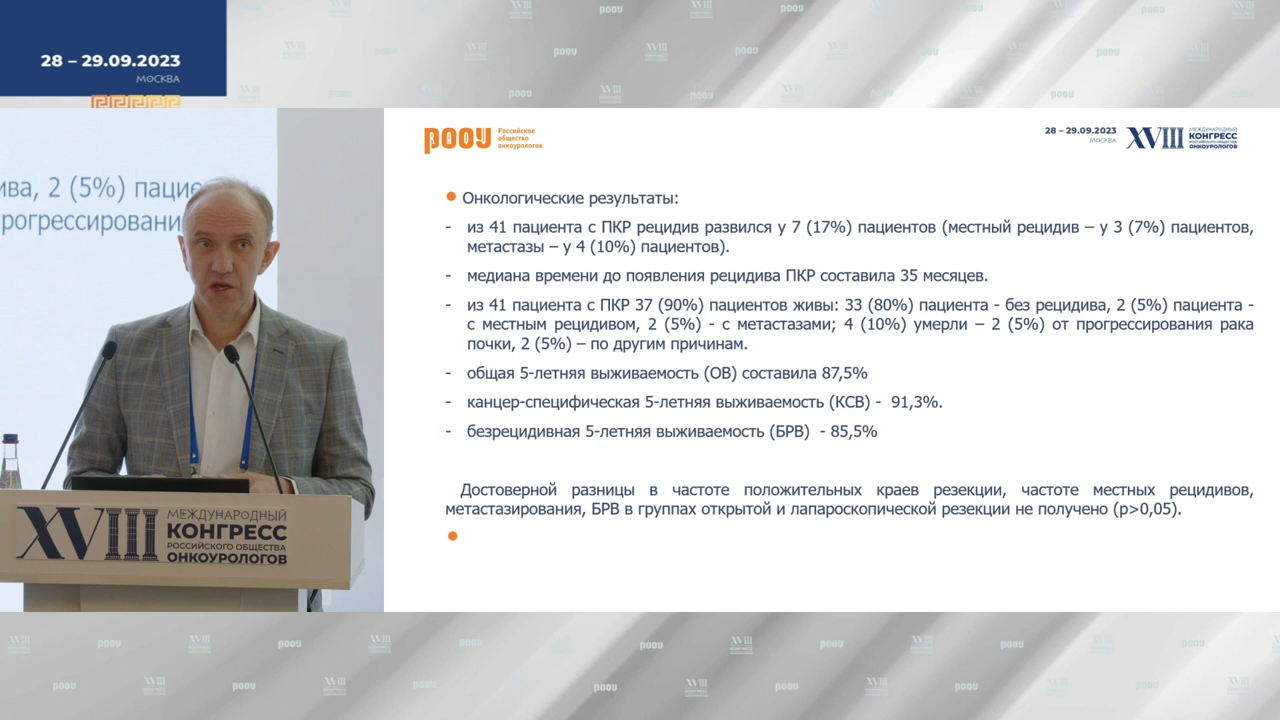 28 – 29.09.2023
МОСКВА
ива, 2 (5%) пацие
рогрессировани
XVIII
МЕЖДУНАРОДНЫЙ
КОНГРЕСС
РОССИЙСКОГО ОБЩЕСТВА
ОНКОУРОЛОГОВ
РООУ
Российское
общество
онкоурологов
28 – 29.09.2023
МОСКВА
XVIII
МЕЖДУНАРОДНЫЙ
КОНГРЕСС
РОССИЙСКОГО ОБЩЕСТВА
ОНКОУРОЛОГОВ
Онкологические результаты:
- из 41 пациента с ПКР рецидив развился у 7 (17%) пациентов (местный рецидив – у 3 (7%) пациентов,
метастазы – у 4 (10%) пациентов).
- медиана времени до появления рецидива ПКР составила 35 месяцев.
- из 41 пациента с ПКР 37 (90%) пациентов живы: 33 (80%) пациента - без рецидива, 2 (5%) пациента -
с местным рецидивом, 2 (5%) - с метастазами; 4 (10%) умерли – 2 (5%) от прогрессирования рака
почки, 2 (5%) – по другим причинам.
- общая 5-летняя выживаемость (ОВ) составила 87,5%
- канцер-специфическая 5-летняя выживаемость (КСВ) - 91,3%.
- безрецидивная 5-летняя выживаемость (БРВ) - 85,5%
Достоверной разницы в частоте положительных краев резекции, частоте местных рецидивов,
метастазирования, БРВ в группах открытой и лапароскопической резекции не получено (p>0,05).